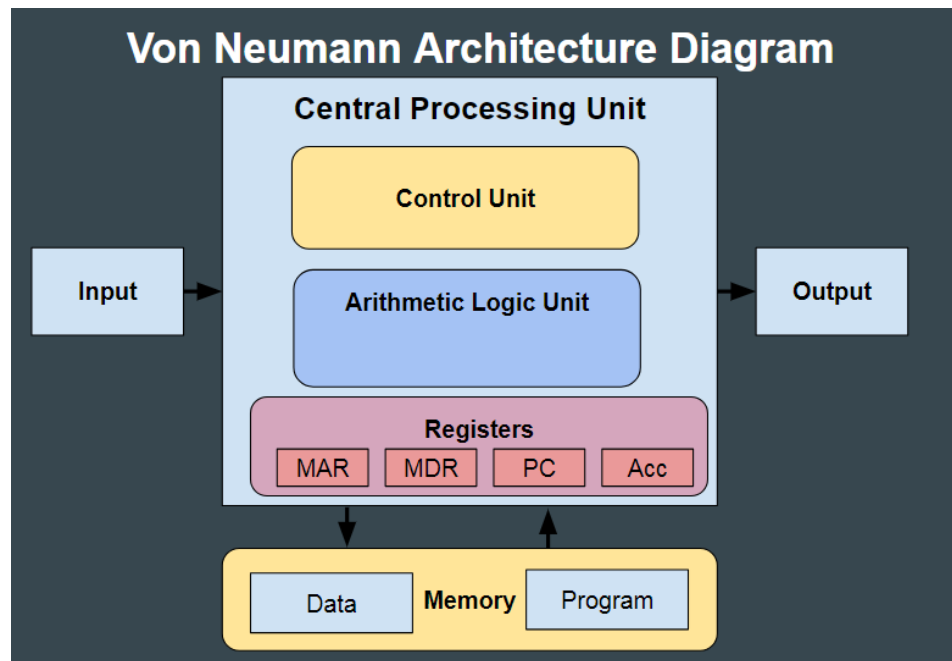 Von Neumann Architecture Diagram
Central Processing Unit
Control Unit
Input
Arithmetic Logic Unit
Output
Registers
MAR MDR PC Acc
Data Memory Program